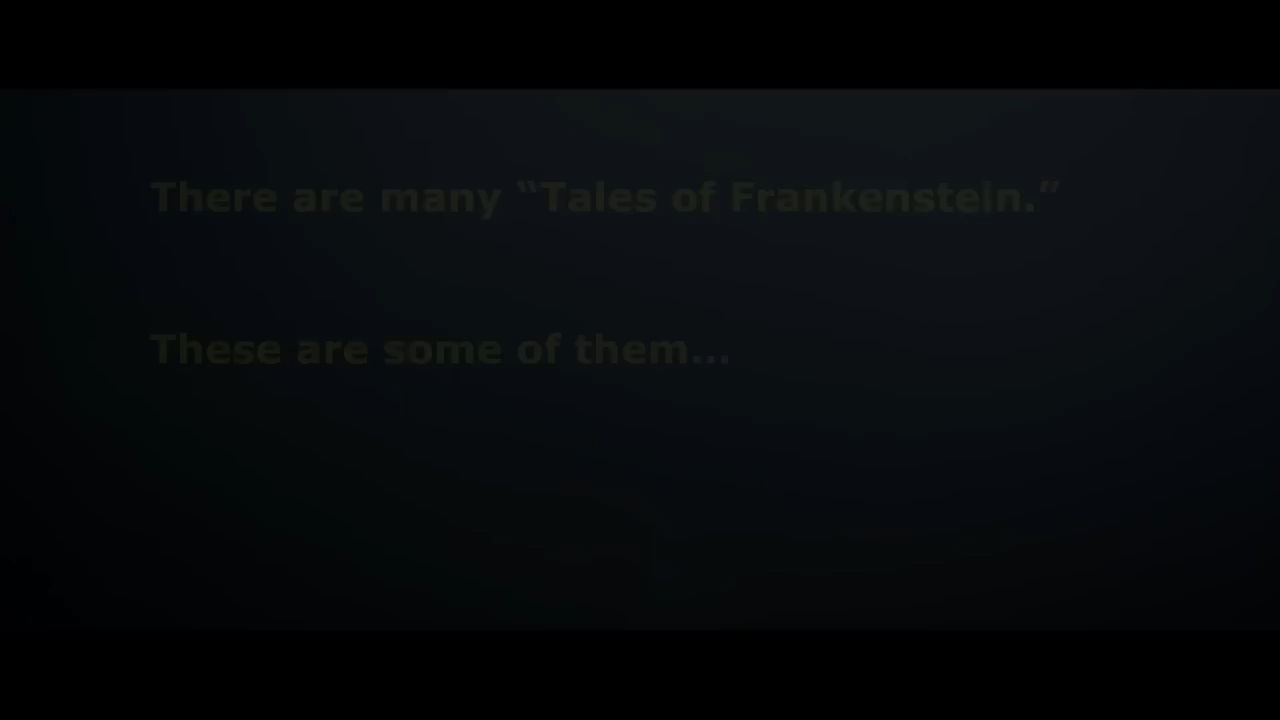 There are many “Tales of Frankenstein.”
These are some of them...